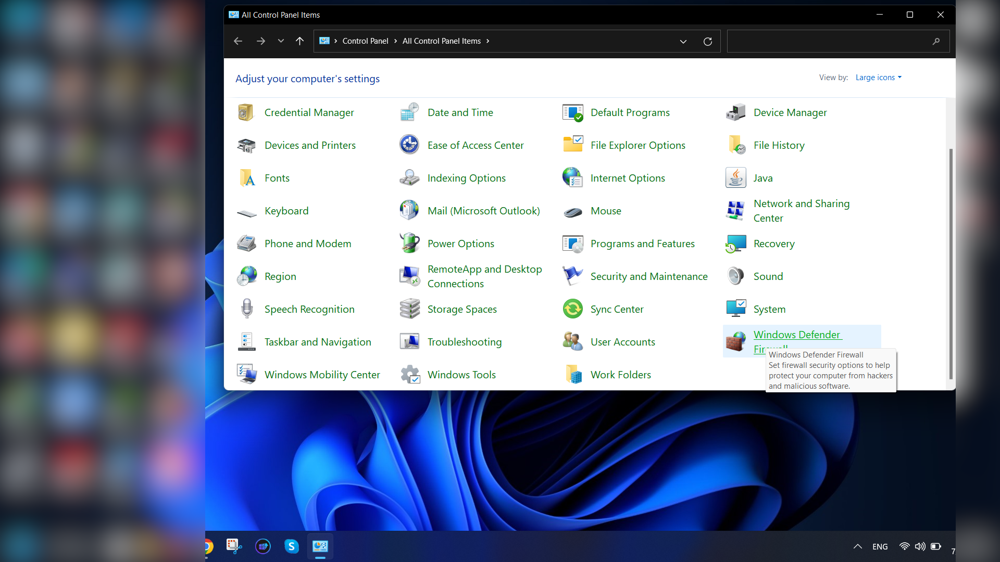 All Control Panel Items
Control Panel
All Control Panel Items
Adjust your computer's settings
View by:
Large icons
Credential Manager
Date and Time
Default Programs
Device Manager
Devices and Printers
Ease of Access Center
File Explorer Options
File History
Fonts
Indexing Options
Internet Options
Java
Keyboard
Mail (Microsoft Outlook)
Mouse
Network and Sharing
Center
Phone and Modem
Power Options
Programs and Features
Recovery
Region
RemoteApp and Desktop
Connections
Security and Maintenance
Sound
Speech Recognition
Storage Spaces
Sync Center
System
Taskbar and Navigation
Troubleshooting
User Accounts
Windows Defender
Firewall
Windows Defender Firewall
Set firewall security options to help
protect your computer from hackers
and malicious software.
Windows Mobility Center
Windows Tools
Work Folders
ENG
7